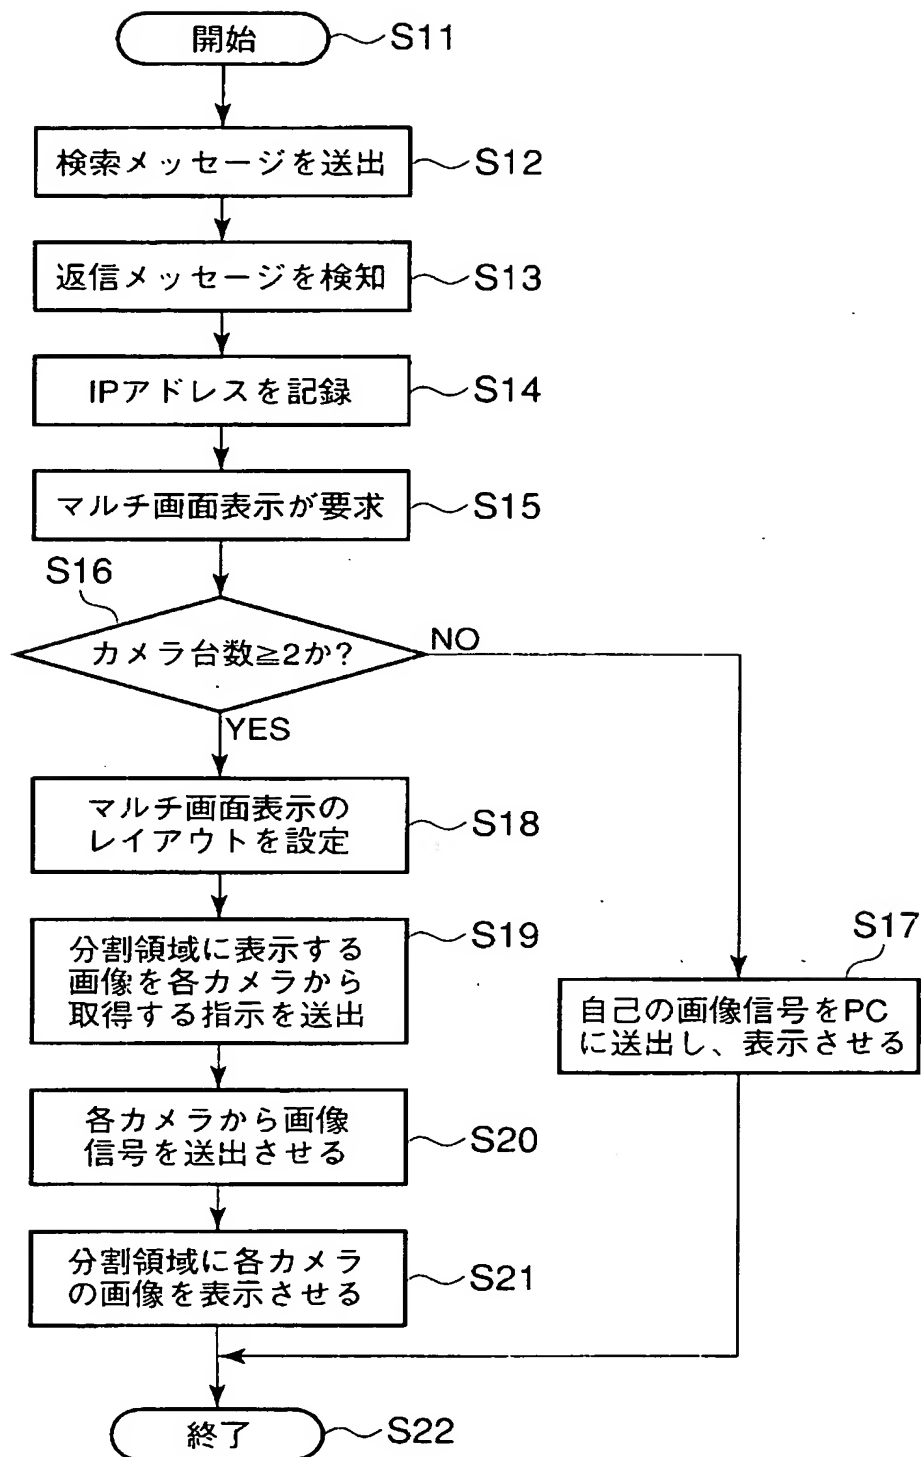 開始
S11
検索メッセージを送出
S12
返信メッセージを検知
S13
IPアドレスを記録
S14
マルチ画面表示が要求
S15
S16
カメラ台数≧2か?
NO
YES
マルチ画面表示の
レイアウトを設定
S18
分割領域に表示する
画像を各カメラから
取得する指示を送出
S19
S17
自己の画像信号をPC
に送出し、表示させる
各カメラから画像
信号を送出させる
S20
分割領域に各カメラ
の画像を表示させる
S21
終了
S22